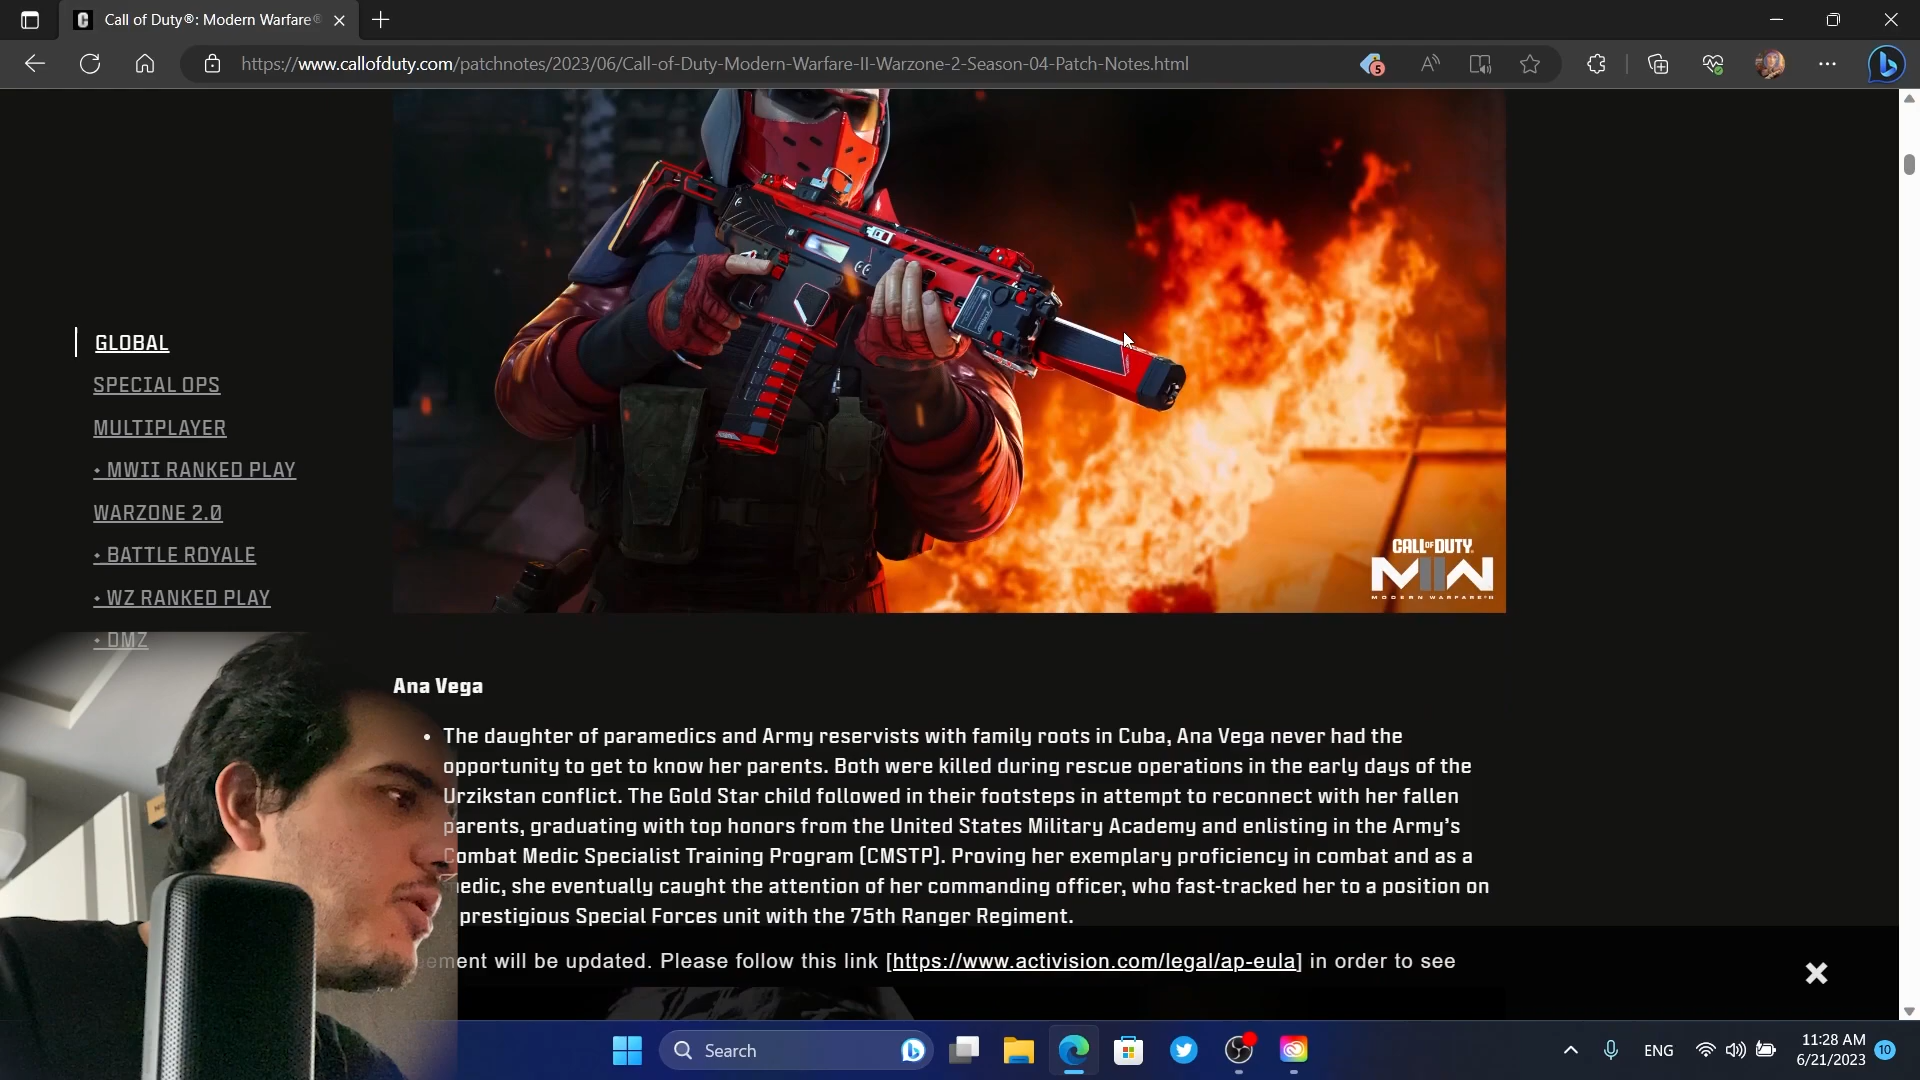 Call of Duty®: Modern Warfare®
https://www.callofduty.com/patchnotes/2023/06/Call-of-Duty-Modern-Warfare-II-Warzone-2-Season-04-Patch-Notes.html
5
GLOBAL
SPECIAL OPS
MULTIPLAYER
• MWII RANKED PLAY
WARZONE 2.0
• BATTLE ROYALE
• WZ RANKED PLAY
• DMZ
CALL OF DUTY
MWII
MODERN WARFARE II
Ana Vega
• The daughter of paramedics and Army reservists with family roots in Cuba, Ana Vega never had the
opportunity to get to know her parents. Both were killed during rescue operations in the early days of the
Urzikstan conflict. The Gold Star child followed in their footsteps in attempt to reconnect with her fallen
parents, graduating with top honors from the United States Military Academy and enlisting in the Army's
Combat Medic Specialist Training Program (CMSTP). Proving her exemplary proficiency in combat and as a
medic, she eventually caught the attention of her commanding officer, who fast-tracked her to a position on
prestigious Special Forces unit with the 75th Ranger Regiment.
ement will be updated. Please follow this link [https://www.activision.com/legal/ap-eula] in order to see
Search
ENG
11:28 AM
6/21/2023
10